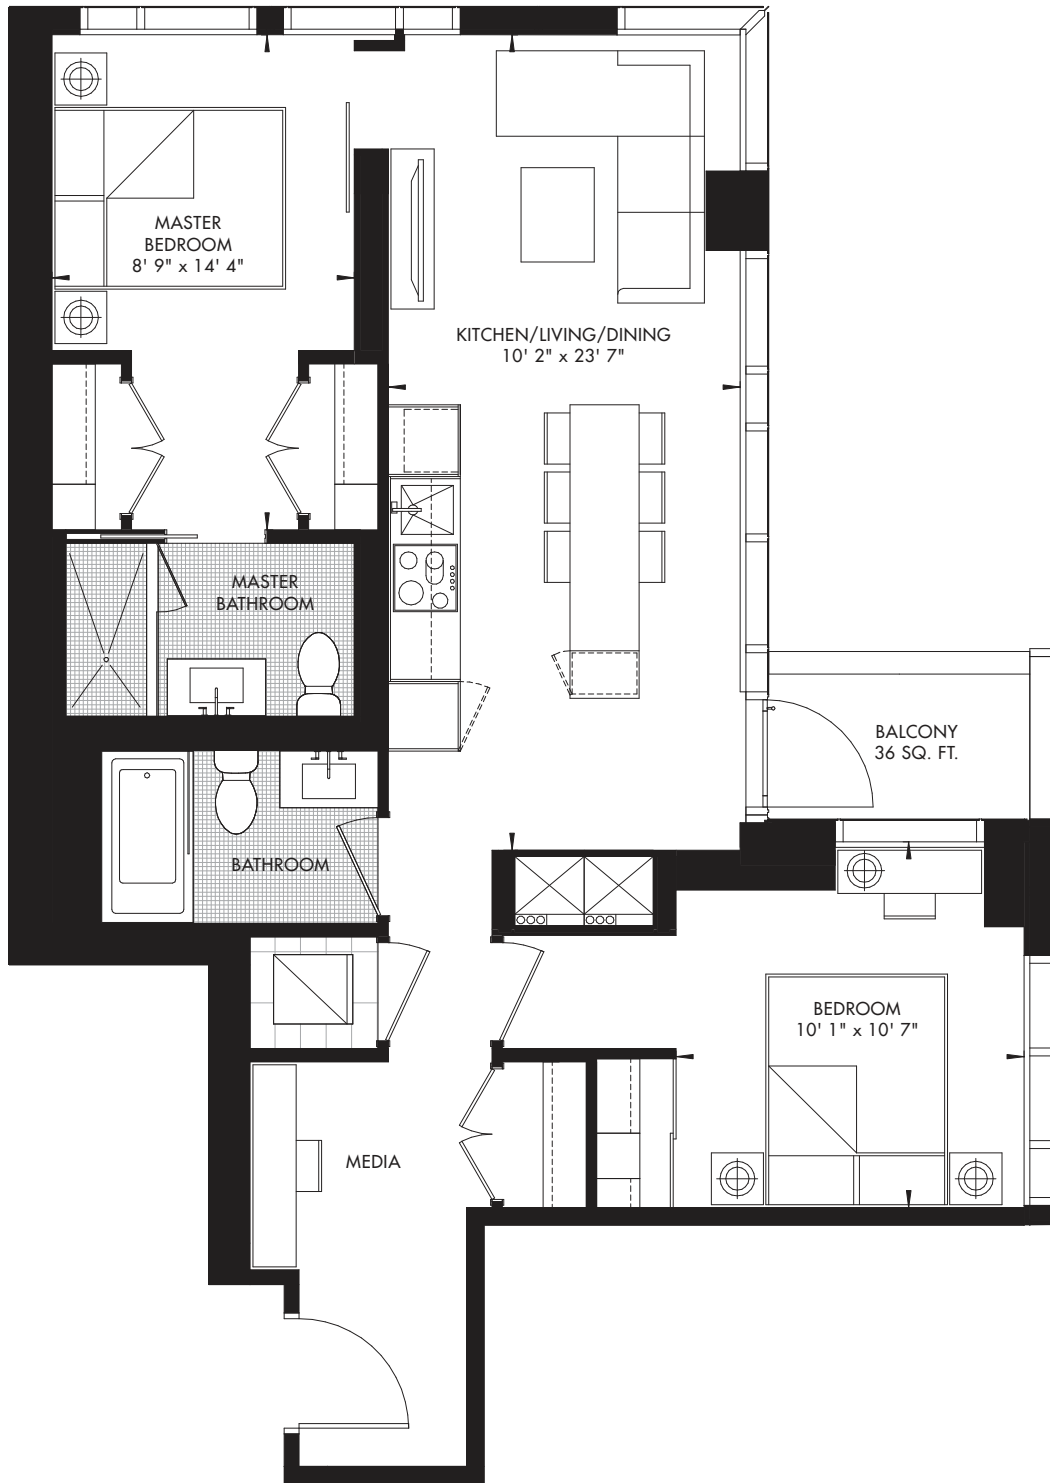 MASTER
BEDROOM
8' 9" x 14' 4"
KITCHEN/LIVING/DINING
10' 2" x 23' 7"
MASTER
BATHROOM
BALCONY
36 SQ. FT.
BATHROOM
BEDROOM
10' 1" x 10' 7"
MEDIA